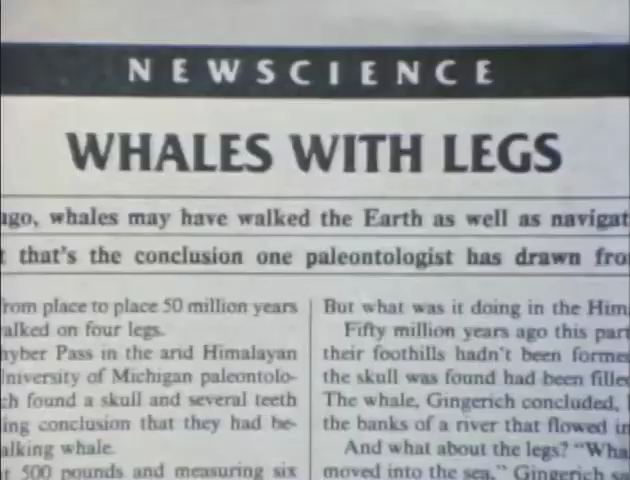 NEWSCIENCE
WHALES WITH LEGS
ago, whales may have walked the Earth as well as navigat
t that's the conclusion one paleontologist has drawn fro
from place to place 50 million years
alked on four legs.
hyber Pass in the arid Himalayan
niversity of Michigan paleontolo-
ch found a skull and several teeth
ing conclusion that they had be-
alking whale.
t 500 pounds and measuring six
But what was it doing in the Him
Fifty million years ago this part
their foothills hadn't been forme
the skull was found had been fille
The whale, Gingerich concluded,
the banks of a river that flowed in
And what about the legs? "Wha
moved into the sea," Gingerich sa